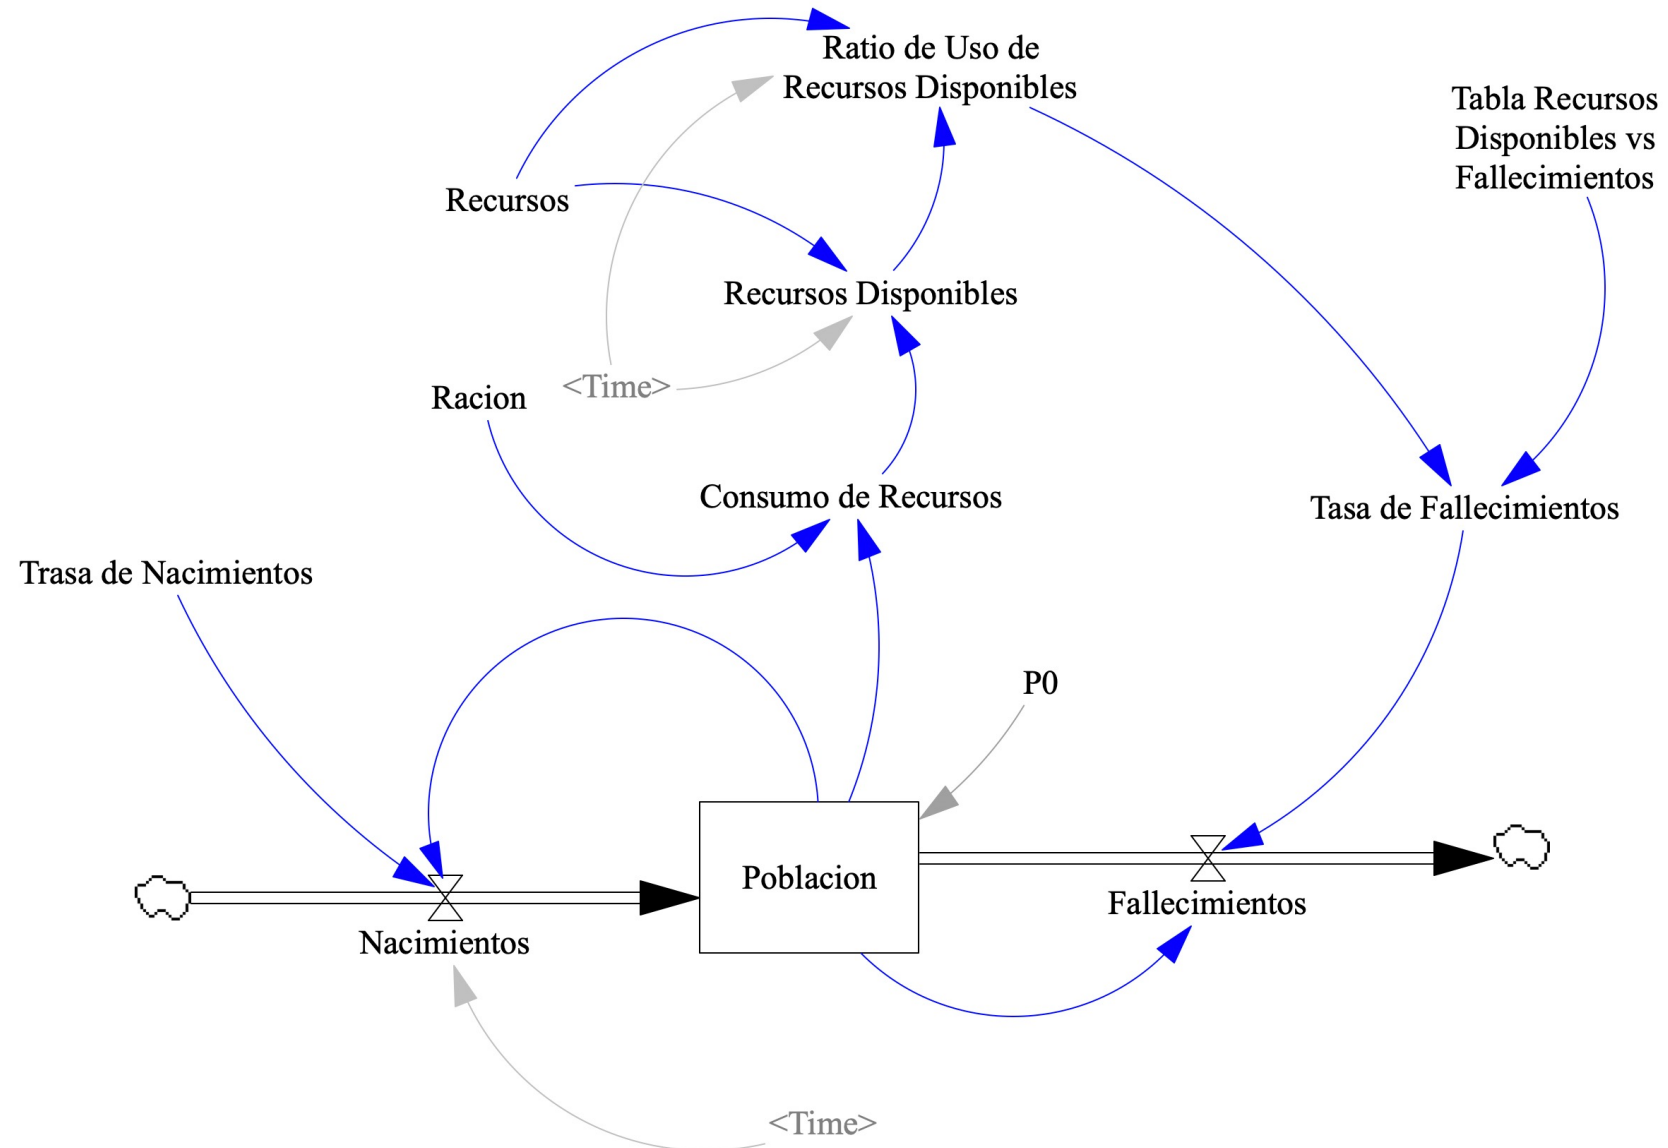 Ratio de Uso de
Recursos Disponibles
Tabla Recursos
Disponibles vs
Fallecimientos
Recursos
Recursos Disponibles
<Time>
Racion
Consumo de Recursos
Tasa de Fallecimientos
Trasa de Nacimientos
P0
Poblacion
Fallecimientos
Nacimientos
<Time>